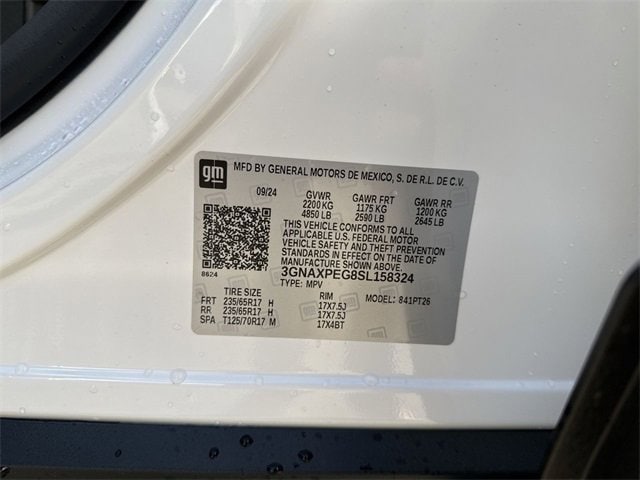 gm MFD BY GENERAL MOTORS DE MEXICO, S. DE R.L. DE C.V.
09/24 GVWR GAWR FRT GAWR RR
2200 KG 1175 KG 1200 KG
4850 LB 2590 LB 2645 LB
THIS VEHICLE CONFORMS TO ALL
APPLICABLE U.S. FEDERAL MOTOR
VEHICLE SAFETY AND THEFT PREVENTION
STANDARDS IN EFFECT ON THE DATE OF
MANUFACTURE SHOWN ABOVE.
8624 3GNAXPEG8SL158324
TYPE: MPV
TIRE SIZE RIM MODEL: 841PT26
FRT 235/65R17 H 17X7.5J
RR 235/65R17 H 17X7.5J
SPA T125/70R17 M 17X4BT